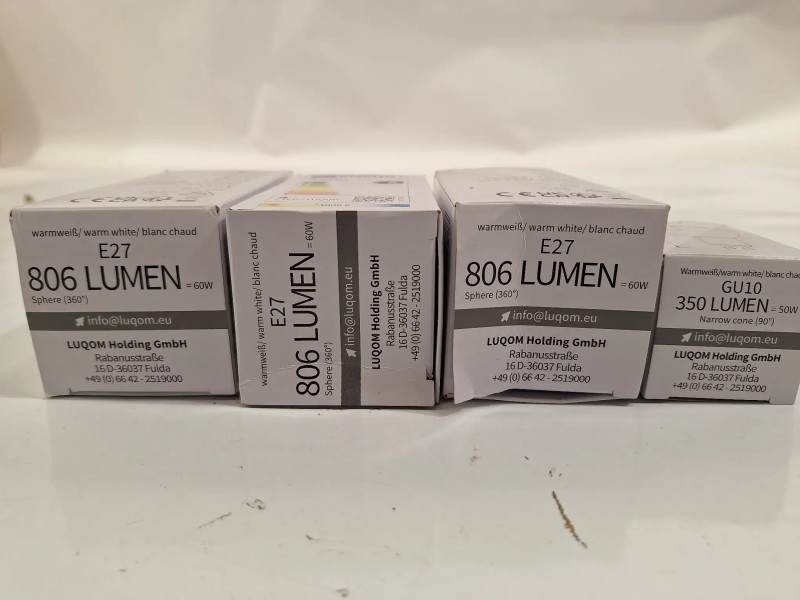 warmweiß/ warm white/ blanc chaud
E27
806 LUMEN = 60W
Sphere (360°)
info@luqom.eu
LUQOM Holding GmbH
Rabanusstraße
16 D-36037 Fulda
+49 (0) 66 42 - 2519000
warmweiß/ warm white/ blanc chaud
E27
806 LUMEN = 60W
Sphere (360°)
info@luqom.eu
LUQOM Holding GmbH
Rabanusstraße
16 D-36037 Fulda
+49 (0) 66 42 - 2519000
warmweiß/ warm white/ blanc chaud
E27
806 LUMEN = 60W
Sphere (360°)
info@luqom.eu
LUQOM Holding GmbH
Rabanusstraße
16 D-36037 Fulda
+49 (0) 66 42 - 2519000
Warmweiß/warm white/blanc chau
GU10
350 LUMEN = 50W
Narrow cone (90°)
info@luqom.eu
LUQOM Holding GmbH
Rabanusstraße
16 D-36037 Fulda
+49 (0) 66 42 - 2519000